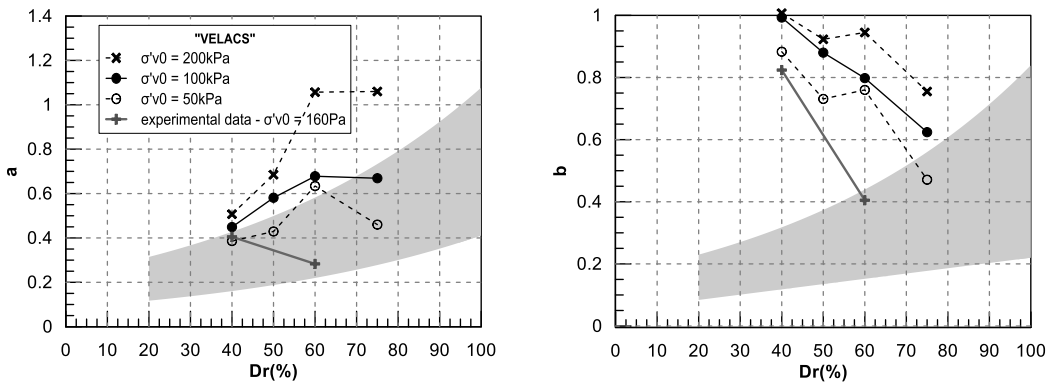 1.4
1.2
1
0.8
0.6
0.4
0.2
0
a
"VELACS"
σ'v0 = 200kPa
σ'v0 = 100kPa
σ'v0 = 50kPa
experimental data - σ'v0 = 160Pa
0 10 20 30 40 50 60 70 80 90 100
Dr(%)
1
0.8
0.6
0.4
0.2
0
b
0 10 20 30 40 50 60 70 80 90 100
Dr(%)